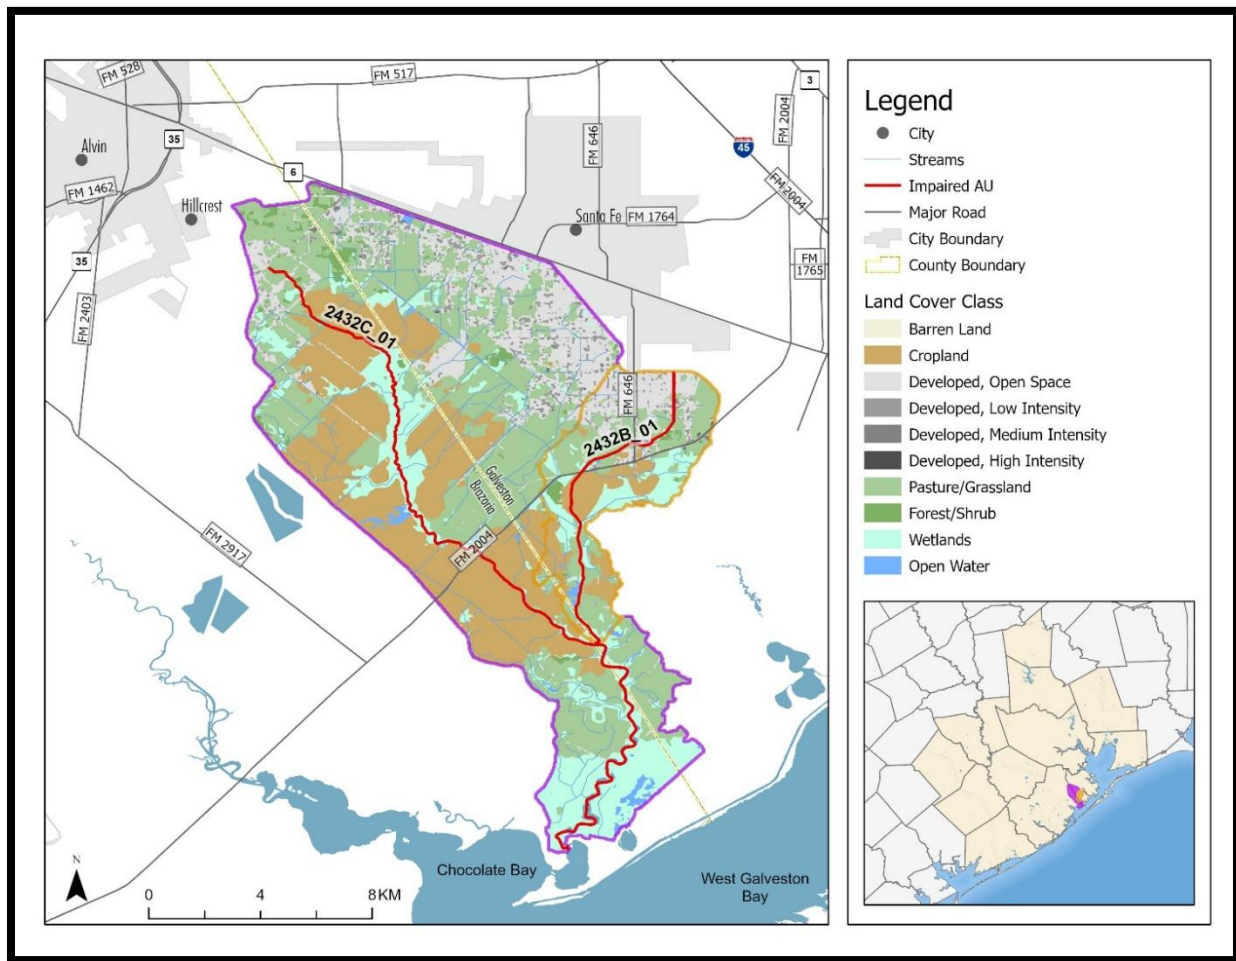 FM 528
FM 517
3
FM 2004
35
FM 646
45
Alvin
6
FM 1462
FM 2004
Hillcrest
Santa Fe
FM 1764
35
FM
1765
FM 2403
2432C_01
FM 646
2432B_01
Galveston
Brazoria
FM 2004
FM 2917
N
Chocolate Bay
West Galveston
Bay
0 4 8KM
Legend
City
Streams
Impaired AU
Major Road
City Boundary
County Boundary
Land Cover Class
Barren Land
Cropland
Developed, Open Space
Developed, Low Intensity
Developed, Medium Intensity
Developed, High Intensity
Pasture/Grassland
Forest/Shrub
Wetlands
Open Water